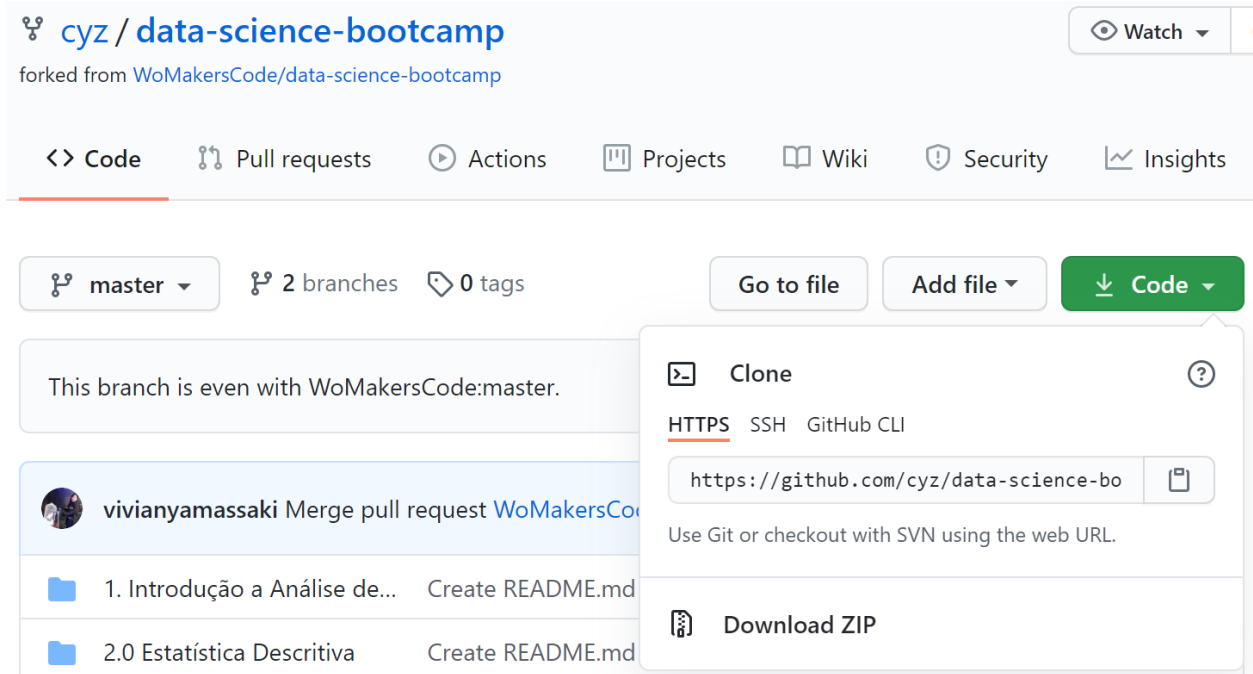 cyz / data-science-bootcamp
Watch
forked from WoMakersCode/data-science-bootcamp
Code Pull requests Actions Projects Wiki Security Insights
master 2 branches 0 tags Go to file Add file Code
This branch is even with WoMakersCode:master.
Clone
HTTPS SSH GitHub CLI
https://github.com/cyz/data-science-bo
Use Git or checkout with SVN using the web URL.
Download ZIP
vivianyamassaki Merge pull request WoMakersCo
1. Introdução a Análise de... Create README.md
2.0 Estatística Descritiva Create README.md